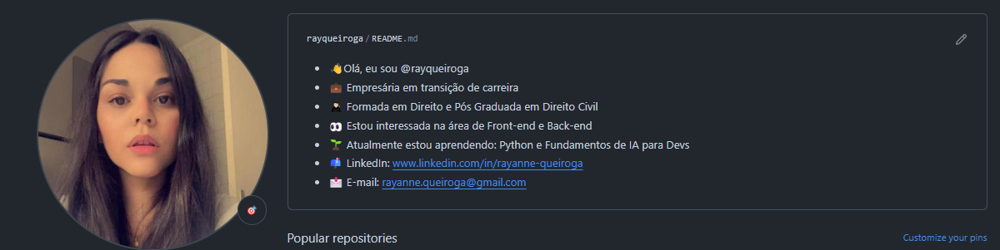 rayqueiroga/README.md
👋Olá, eu sou @rayqueiroga
Empresária em transição de carreira
Formada em Direito e Pós Graduada em Direito Civil
Estou interessada na área de Front-end e Back-end
Atualmente estou aprendendo: Python e Fundamentos de IA para Devs
LinkedIn: www.linkedin.com/in/rayanne-queiroga
E-mail: rayanne.queiroga@gmail.com
Popular repositories
Customize your pins